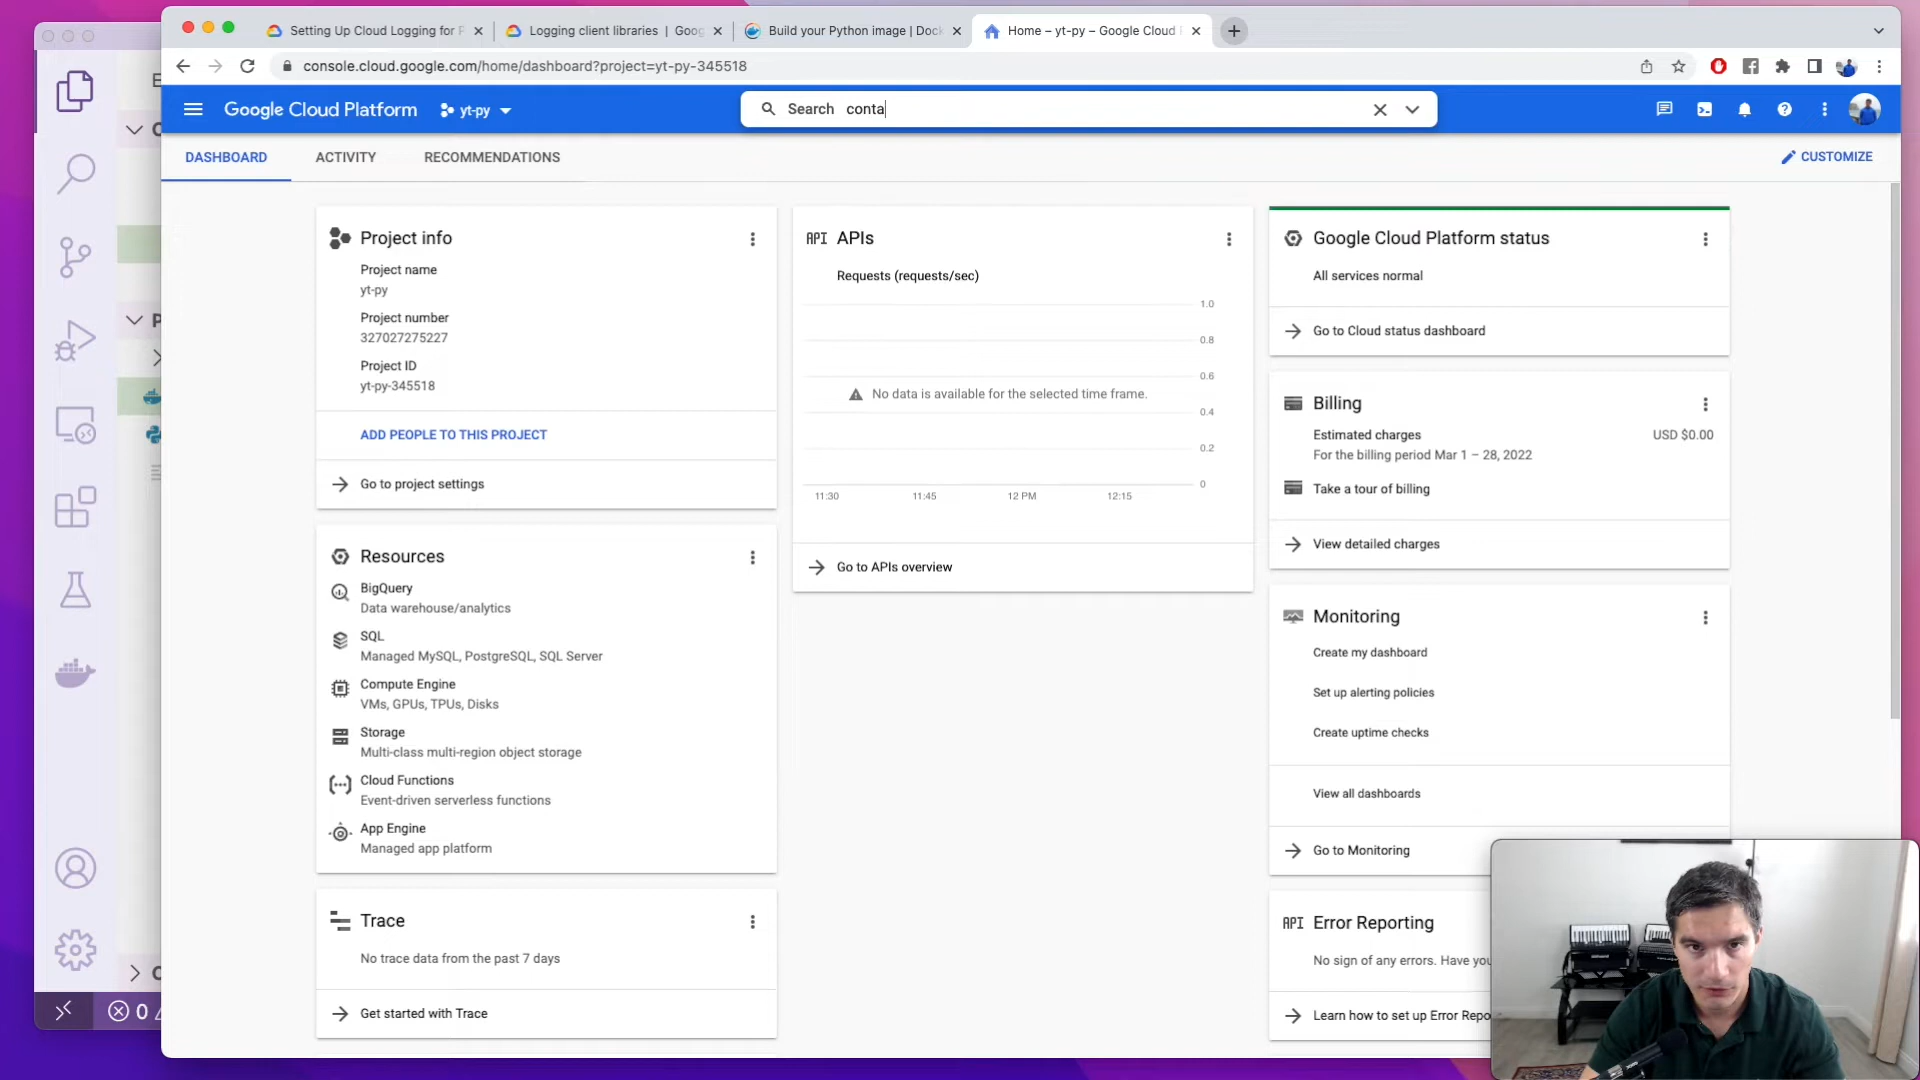 Setting Up Cloud Logging for P
Logging client libraries | Goog
Build your Python image | Dock
Home – yt-py – Google Cloud P
console.cloud.google.com/home/dashboard?project=yt-py-345518
Google Cloud Platform
yt-py
Search conta
DASHBOARD
ACTIVITY
RECOMMENDATIONS
CUSTOMIZE
Project info
Project name
yt-py
Project number
327027275227
Project ID
yt-py-345518
ADD PEOPLE TO THIS PROJECT
Go to project settings
Resources
BigQuery
Data warehouse/analytics
SQL
Managed MySQL, PostgreSQL, SQL Server
Compute Engine
VMs, GPUs, TPUs, Disks
Storage
Multi-class multi-region object storage
Cloud Functions
Event-driven serverless functions
App Engine
Managed app platform
Trace
No trace data from the past 7 days
Get started with Trace
API APIs
Requests (requests/sec)
1.0
0.8
0.6
No data is available for the selected time frame.
0.4
0.2
0
11:30
11:45
12 PM
12:15
Go to APIs overview
Google Cloud Platform status
All services normal
Go to Cloud status dashboard
Billing
Estimated charges
USD $0.00
For the billing period Mar 1 – 28, 2022
Take a tour of billing
View detailed charges
Monitoring
Create my dashboard
Set up alerting policies
Create uptime checks
View all dashboards
Go to Monitoring
API Error Reporting
No sign of any errors. Have you
Learn how to set up Error Repo
0